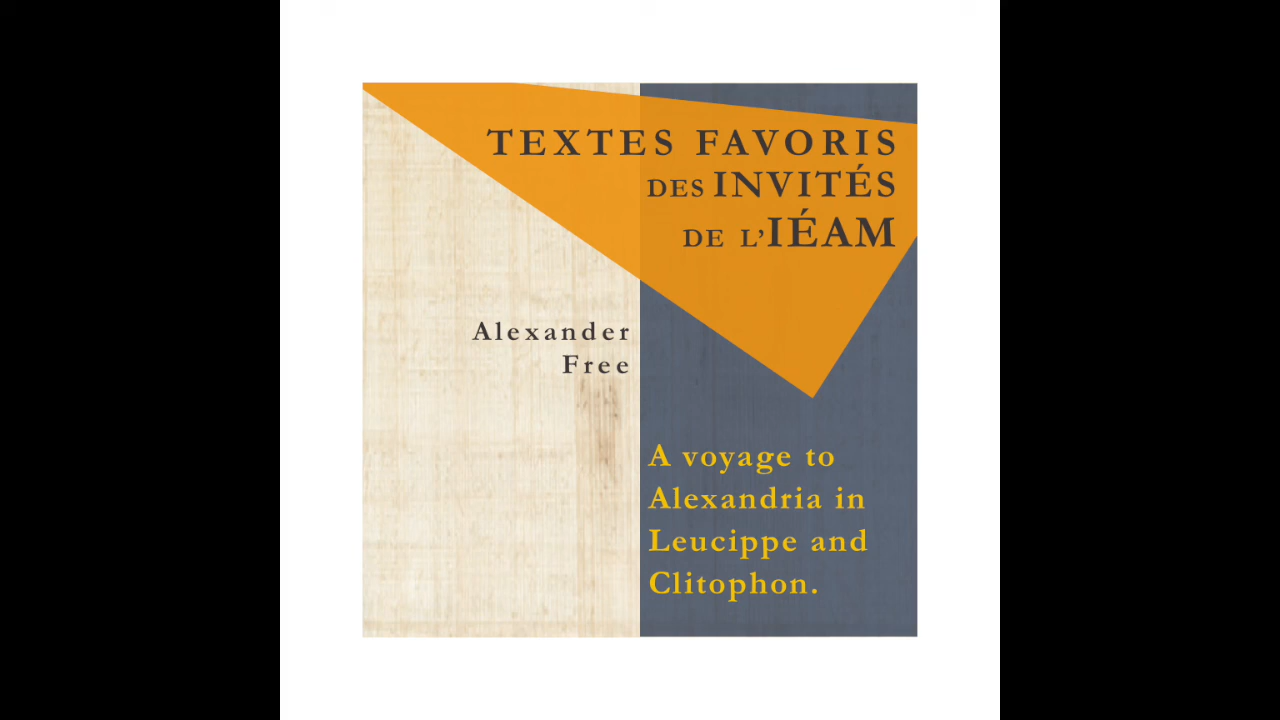 TEXTES FAVORIS
DES INVITÉS
DE L’IÉAM
Alexander
Free
A voyage to
Alexandria in
Leucippe and
Clitophon.